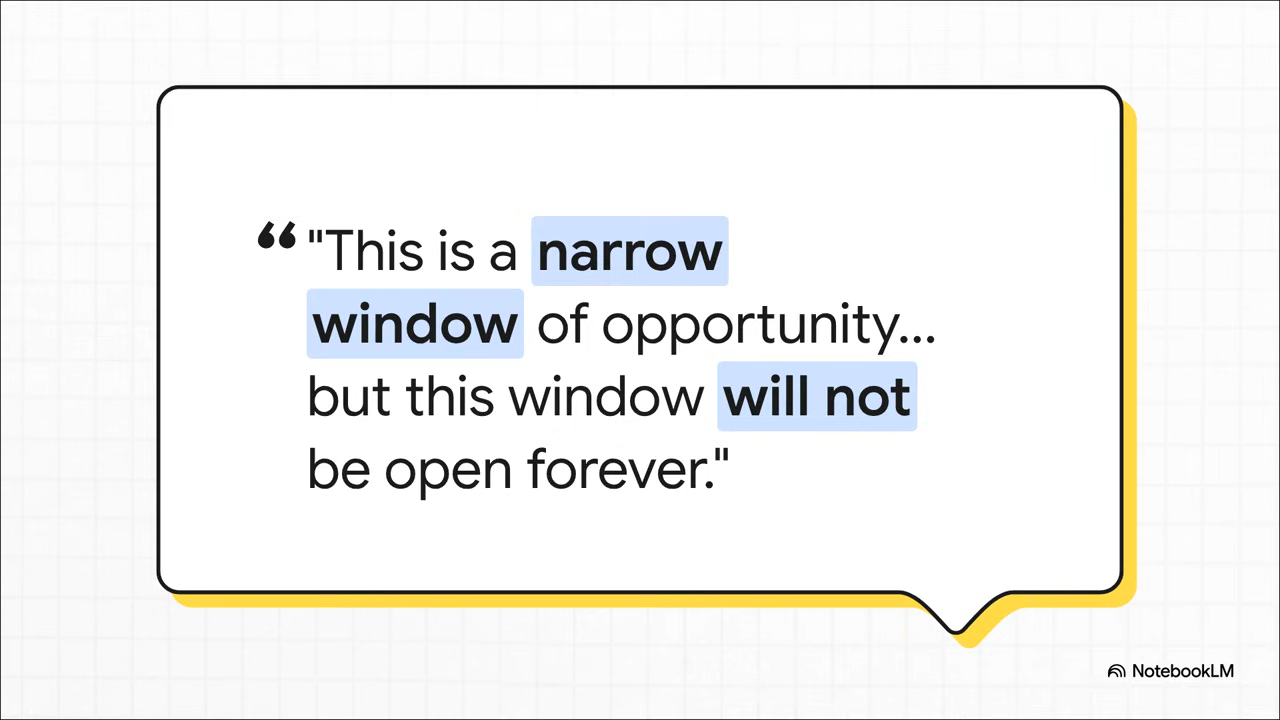 “ "This is a narrow
window of opportunity...
but this window will not
be open forever."
NotebookLM